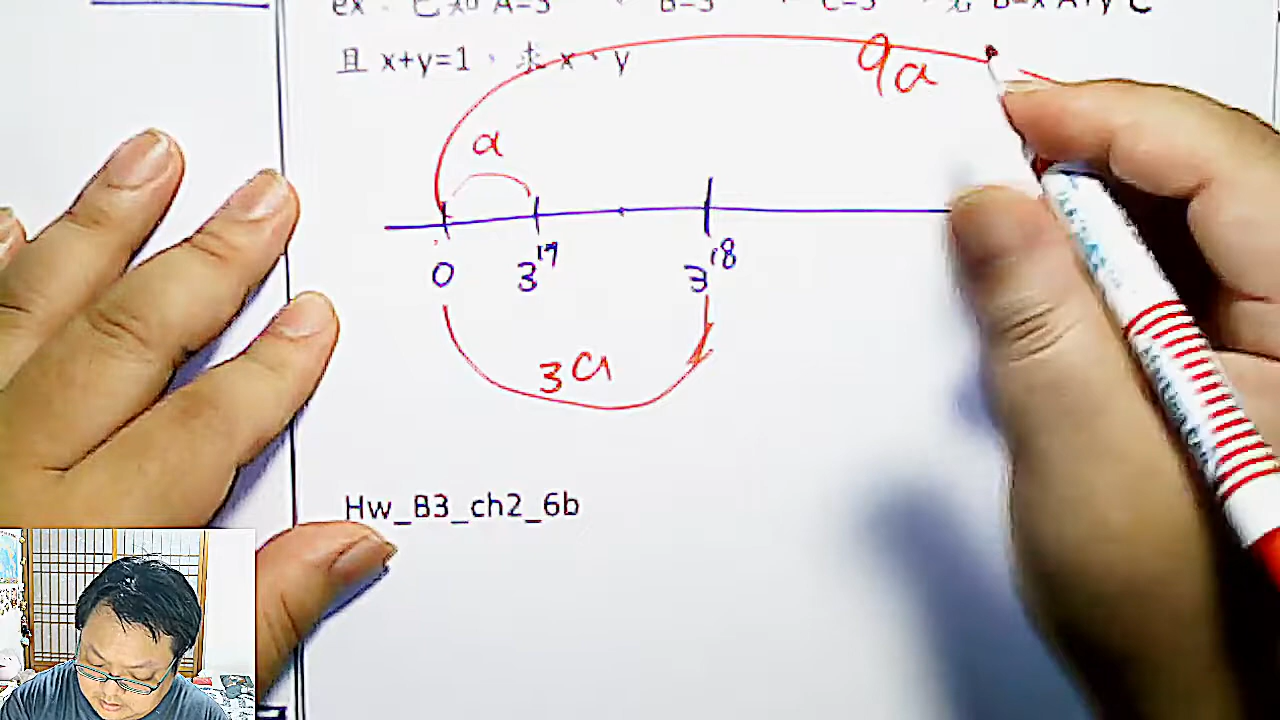 且 x+y=1，求 x、y
9a
a
0 3¹⁷ 3¹⁸
3a
Hw_B3_ch2_6b